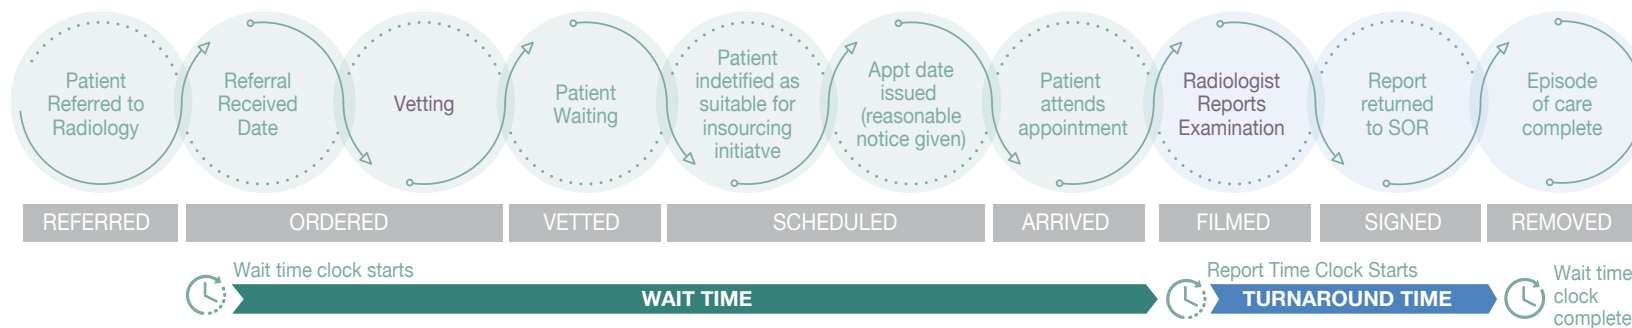 Patient
Referred to
Radiology
Referral
Received
Date
Vetting
Patient
Waiting
Patient
indetified as
suitable for
insourcing
initiatve
Appt date
issued
(reasonable
notice given)
Patient
attends
appointment
Radiologist
Reports
Examination
Report
returned
to SOR
Episode
of care
complete
REFERRED
ORDERED
VETTED
SCHEDULED
ARRIVED
FILMED
SIGNED
REMOVED
Wait time clock starts
WAIT TIME
Report Time Clock Starts
TURNAROUND TIME
Wait time
clock
complete